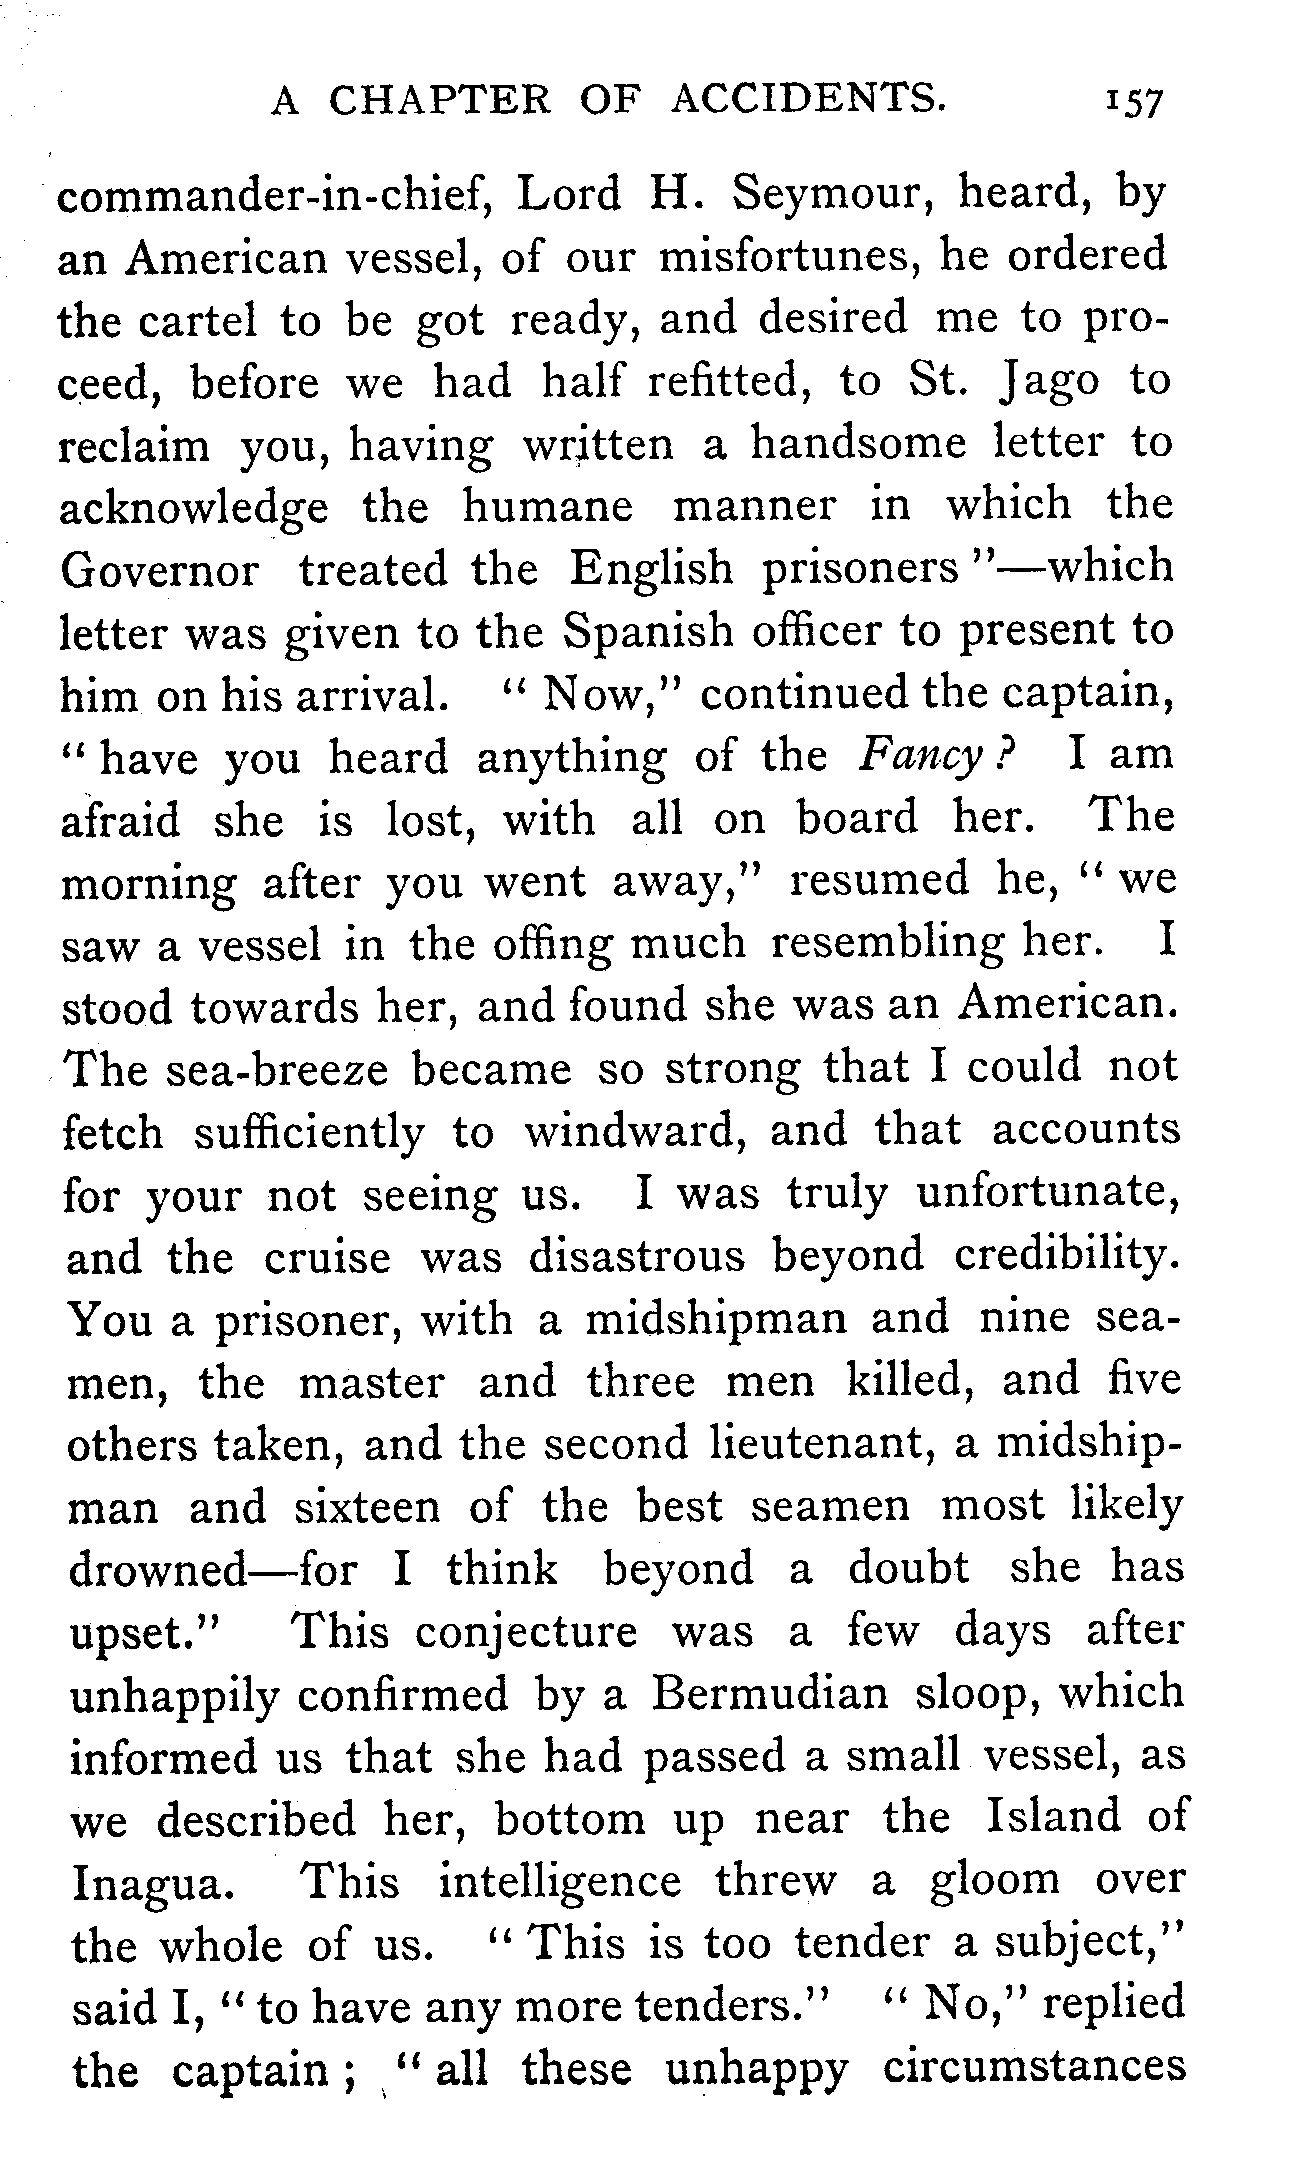 A CHAPTER OF ACCIDENTS. 157
commander-in-chief, Lord H. Seymour, heard, by
an American vessel, of our misfortunes, he ordered
the cartel to be got ready, and desired me to pro-
ceed, before we had half refitted, to St. Jago to
reclaim you, having written a handsome letter to
acknowledge the humane manner in which the
Governor treated the English prisoners"—which
letter was given to the Spanish officer to present to
him on his arrival. "Now," continued the captain,
"have you heard anything of the Fancy? I am
afraid she is lost, with all on board her. The
morning after you went away," resumed he, "we
saw a vessel in the offing much resembling her. I
stood towards her, and found she was an American.
The sea-breeze became so strong that I could not
fetch sufficiently to windward, and that accounts
for your not seeing us. I was truly unfortunate,
and the cruise was disastrous beyond credibility.
You a prisoner, with a midshipman and nine sea-
men, the master and three men killed, and five
others taken, and the second lieutenant, a midship-
man and sixteen of the best seamen most likely
drowned—for I think beyond a doubt she has
upset." This conjecture was a few days after
unhappily confirmed by a Bermudian sloop, which
informed us that she had passed a small vessel, as
we described her, bottom up near the Island of
Inagua. This intelligence threw a gloom over
the whole of us. "This is too tender a subject,"
said I, "to have any more tenders." "No," replied
the captain; "all these unhappy circumstances